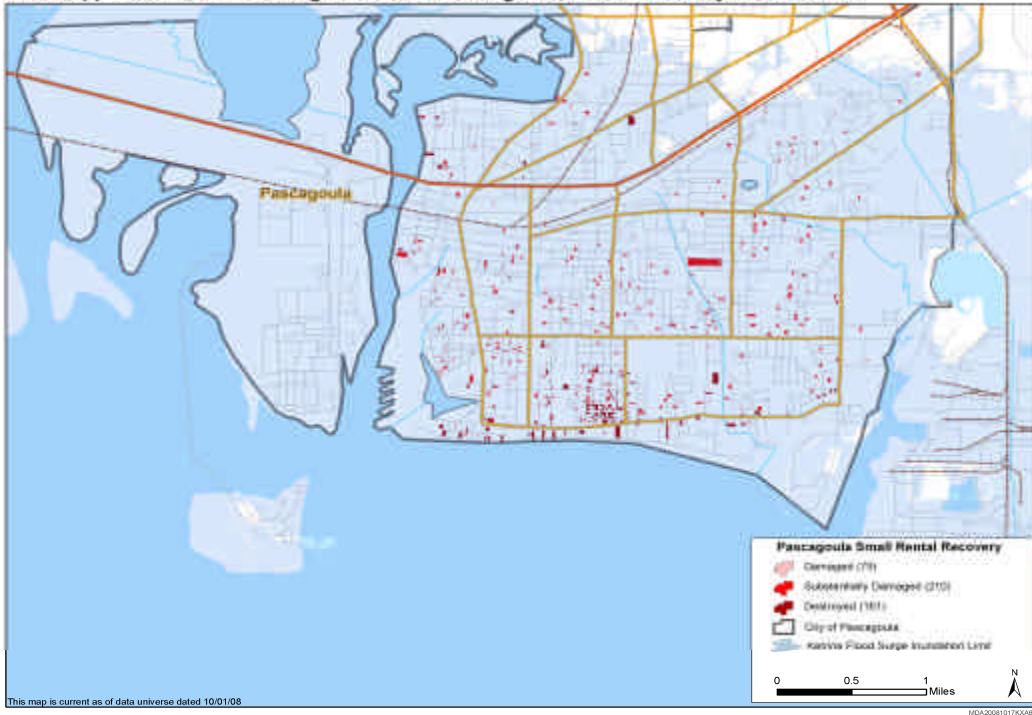 Pascagoula
Pascagoula Small Rental Recovery
Damaged (79)
Substantially Damaged (210)
Destroyed (161)
City of Pascagoula
Katrina Flood Surge Inundation Limit
N
0 0.5 1
Miles
This map is current as of data universe dated 10/01/08